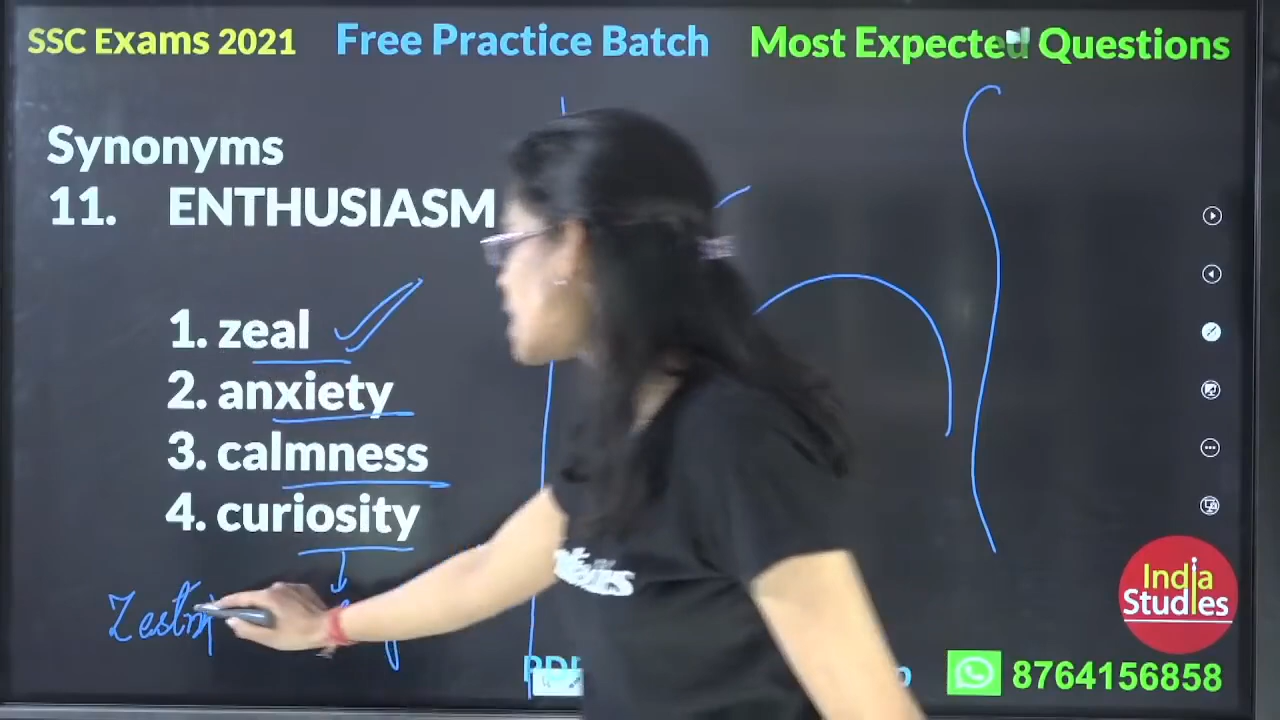 SSC Exams 2021 Free Practice Batch Most Expected Questions
Synonyms
11. ENTHUSIASM
1. zeal
2. anxiety
3. calmness
4. curiosity
India
Studies
8764156858